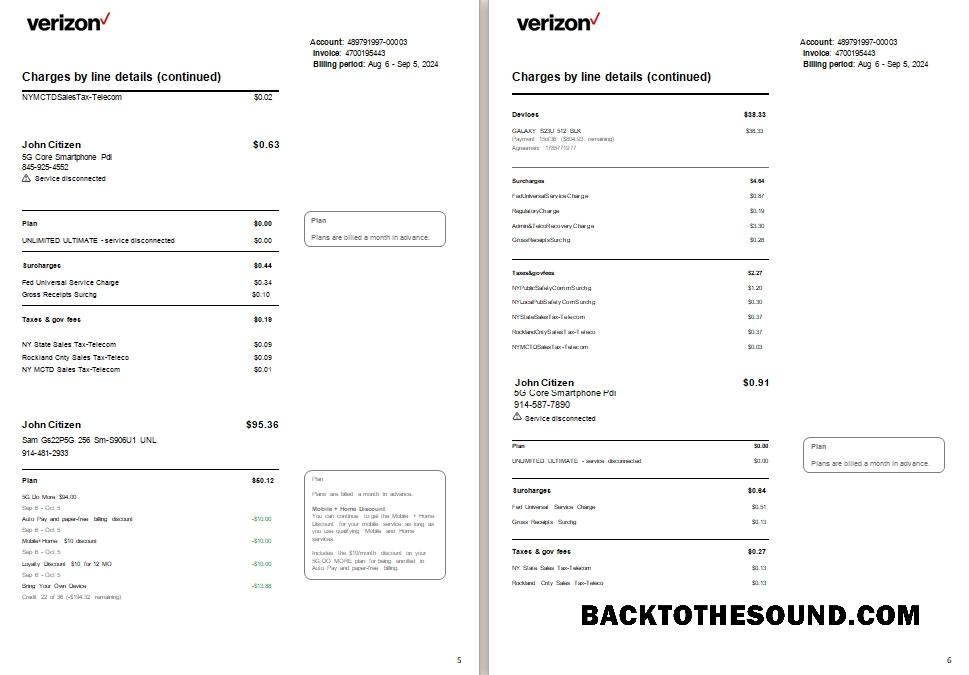 verizon
Account: 489791997-00003
Invoice: 4700195443
Billing period: Aug 6 - Sep 5, 2024
Charges by line details (continued)
NYMCTDSalesTax-Telecom $0.02
John Citizen $0.63
5G Core Smartphone Pdl
845-925-4552
Service disconnected
Plan $0.00
UNLIMITED ULTIMATE - service disconnected $0.00
Plan
Plans are billed a month in advance.
Suroharges $0.44
Fed Universal Service Charge $0.34
Gross Receipts Surchg $0.10
Taxes & gov fees $0.19
NY State Sales Tax-Telecom $0.09
Rockland Cnty Sales Tax-Teleco $0.09
NY MCTD Sales Tax-Telecom $0.01
John Citizen $95.36
Sam Gs22P5G 256 Sm-S906U1 UNL
914-481-2933
Plan $50.12
5G Do More $94.00
Sep 6 - Oct 5
Auto Pay and paper-free billing discount -$10.00
Sep 6 - Oct 5
Mobile+Home $10 discount -$10.00
Sep 6 - Oct 5
Loyalty Discount $10 for 12 MO -$10.00
Sep 6 - Oct 5
Bring Your Own Device -$13.88
Credit 22 of 36 (-$194.32 remaining)
Plan
Plans are billed a month in advance.
Mobile + Home Discount
You can continue to get the Mobile + Home
Discount for your mobile service as long as
you use qualifying Mobile and Home
services.
Includes the $10/month discount on your
5G DO MORE plan for being enrolled in
Auto Pay and paper-free billing.
5
verizon
Account: 489791997-00003
Invoice: 4700195443
Billing period: Aug 6 - Sep 5, 2024
Charges by line details (continued)
Devices $38.33
GALAXY S23U 512 BLK $38.33
Payment 15of36 ($804.93 remaining)
Agreement 1785771977
Surcharges $4.64
FedUniversalServiceCharge $0.87
RegulatoryCharge $0.19
Admin&TelcoRecoveryCharge $3.30
GrossReceiptsSurchg $0.28
Taxes&govfees $2.27
NYPublicSafetyComSurchg $1.20
NYLocalPubSafetyComSurchg $0.30
NYStateSalesTax-Telecom $0.37
RocklandCntySalesTax-Teleco $0.37
NYMCTDSalesTax-Telecom $0.03
John Citizen $0.91
5G Core Smartphone Pdl
914-587-7890
Service disconnected
Plan $0.00
UNLIMITED ULTIMATE - service disconnected $0.00
Plan
Plans are billed a month in advance.
Suroharges $0.64
Fed Universal Service Charge $0.51
Gross Receipts Surchg $0.13
Taxes & gov fees $0.27
NY State Sales Tax-Telecom $0.13
Rockland Cnty Sales Tax-Teleco $0.13
BACKTOTHESOUND.COM
6